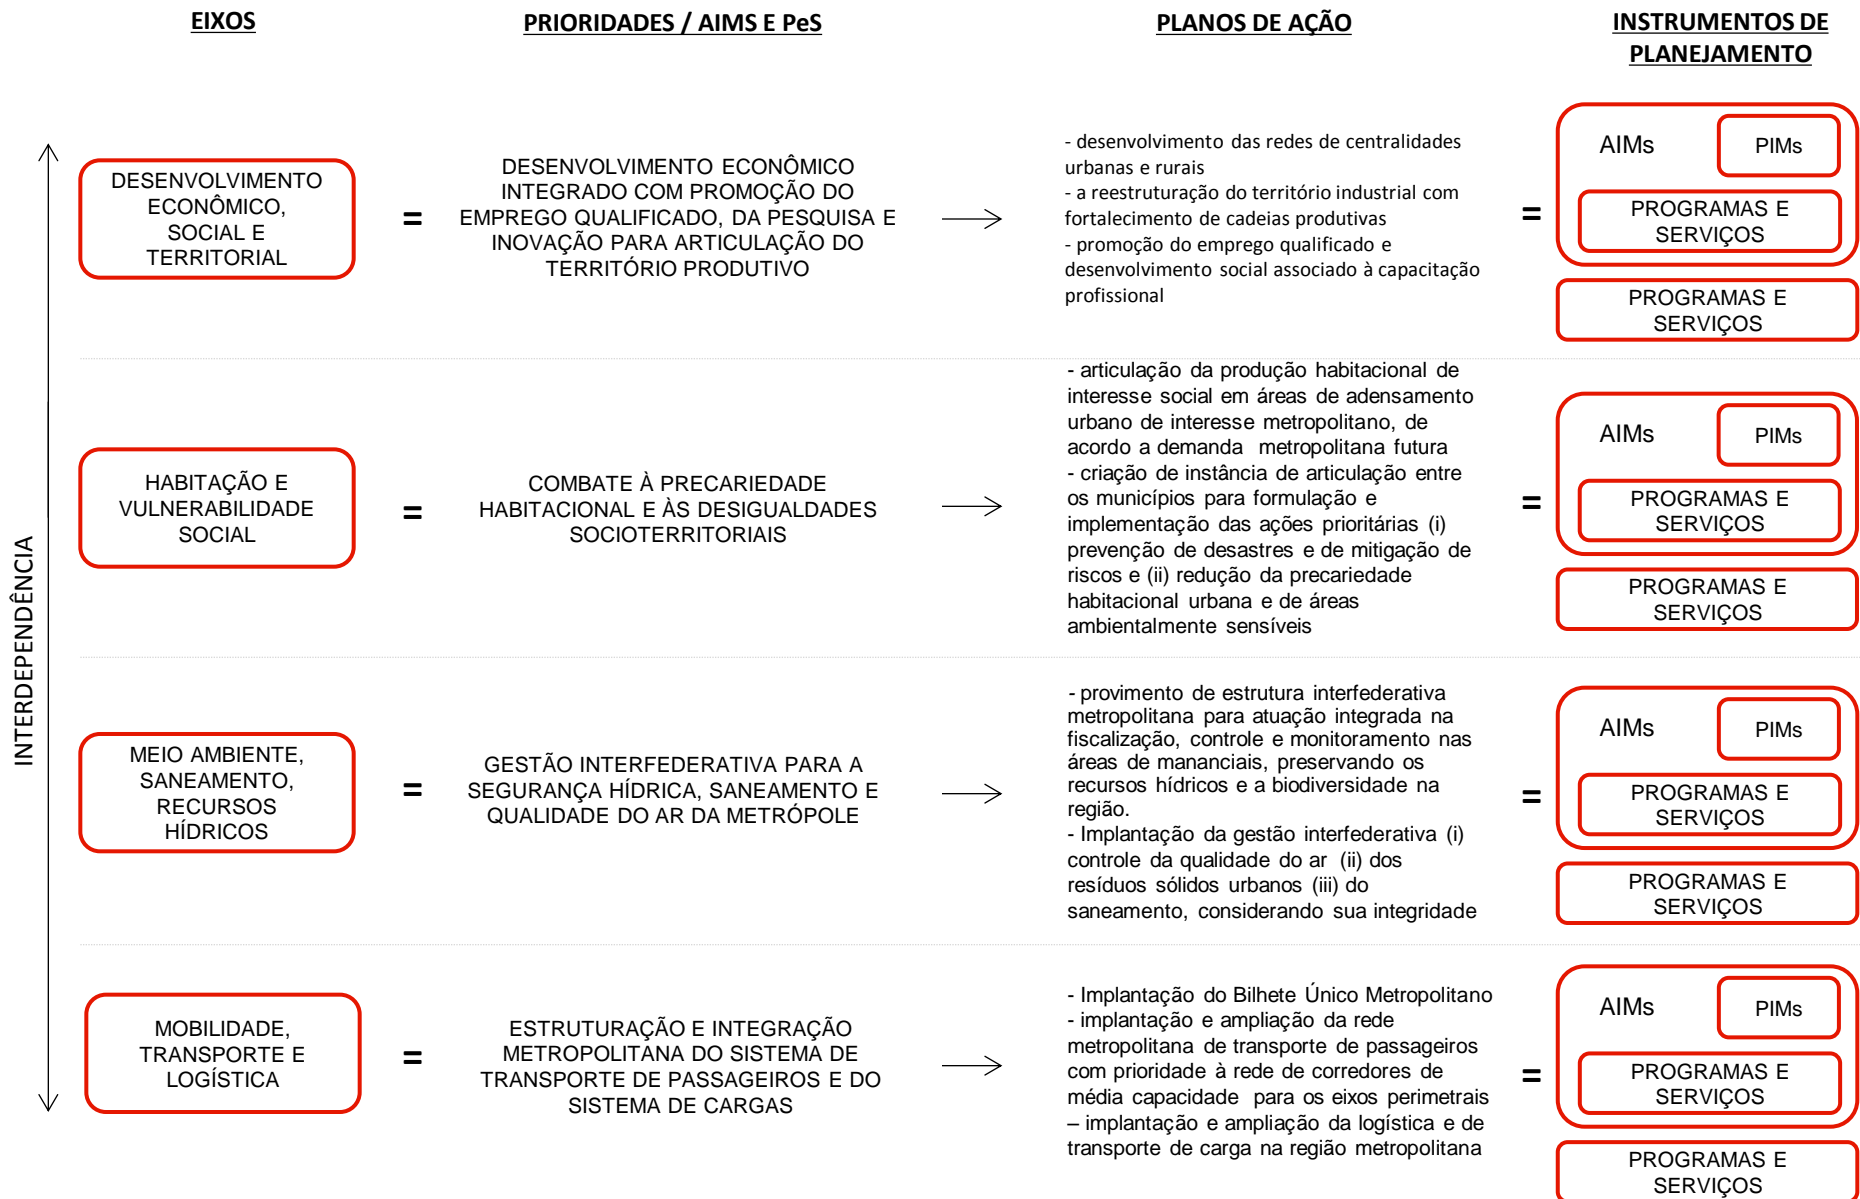 EIXOS
PRIORIDADES / AIMS E PeS
PLANOS DE AÇÃO
INSTRUMENTOS DE
PLANEJAMENTO
INTERDEPENDÊNCIA
DESENVOLVIMENTO
ECONÔMICO,
SOCIAL E
TERRITORIAL
=
DESENVOLVIMENTO ECONÔMICO
INTEGRADO COM PROMOÇÃO DO
EMPREGO QUALIFICADO, DA PESQUISA E
INOVAÇÃO PARA ARTICULAÇÃO DO
TERRITÓRIO PRODUTIVO
- desenvolvimento das redes de centralidades
urbanas e rurais
- a reestruturação do território industrial com
fortalecimento de cadeias produtivas
- promoção do emprego qualificado e
desenvolvimento social associado à capacitação
profissional
=
AIMs
PIMs
PROGRAMAS E
SERVIÇOS
PROGRAMAS E
SERVIÇOS
HABITAÇÃO E
VULNERABILIDADE
SOCIAL
=
COMBATE À PRECARIEDADE
HABITACIONAL E ÀS DESIGUALDADES
SOCIOTERRITORIAIS
- articulação da produção habitacional de
interesse social em áreas de adensamento
urbano de interesse metropolitano, de
acordo a demanda metropolitana futura
- criação de instância de articulação entre
os municípios para formulação e
implementação das ações prioritárias (i)
prevenção de desastres e de mitigação de
riscos e (ii) redução da precariedade
habitacional urbana e de áreas
ambientalmente sensíveis
=
AIMs
PIMs
PROGRAMAS E
SERVIÇOS
PROGRAMAS E
SERVIÇOS
MEIO AMBIENTE,
SANEAMENTO,
RECURSOS
HÍDRICOS
=
GESTÃO INTERFEDERATIVA PARA A
SEGURANÇA HÍDRICA, SANEAMENTO E
QUALIDADE DO AR DA METRÓPOLE
- provimento de estrutura interfederativa
metropolitana para atuação integrada na
fiscalização, controle e monitoramento nas
áreas de mananciais, preservando os
recursos hídricos e a biodiversidade na
região.
- Implantação da gestão interfederativa (i)
controle da qualidade do ar (ii) dos
resíduos sólidos urbanos (iii) do
saneamento, considerando sua integridade
=
AIMs
PIMs
PROGRAMAS E
SERVIÇOS
PROGRAMAS E
SERVIÇOS
MOBILIDADE,
TRANSPORTE E
LOGÍSTICA
=
ESTRUTURAÇÃO E INTEGRAÇÃO
METROPOLITANA DO SISTEMA DE
TRANSPORTE DE PASSAGEIROS E DO
SISTEMA DE CARGAS
- Implantação do Bilhete Único Metropolitano
- implantação e ampliação da rede
metropolitana de transporte de passageiros
com prioridade à rede de corredores de
média capacidade para os eixos perimetrais
– implantação e ampliação da logística e de
transporte de carga na região metropolitana
=
AIMs
PIMs
PROGRAMAS E
SERVIÇOS
PROGRAMAS E
SERVIÇOS